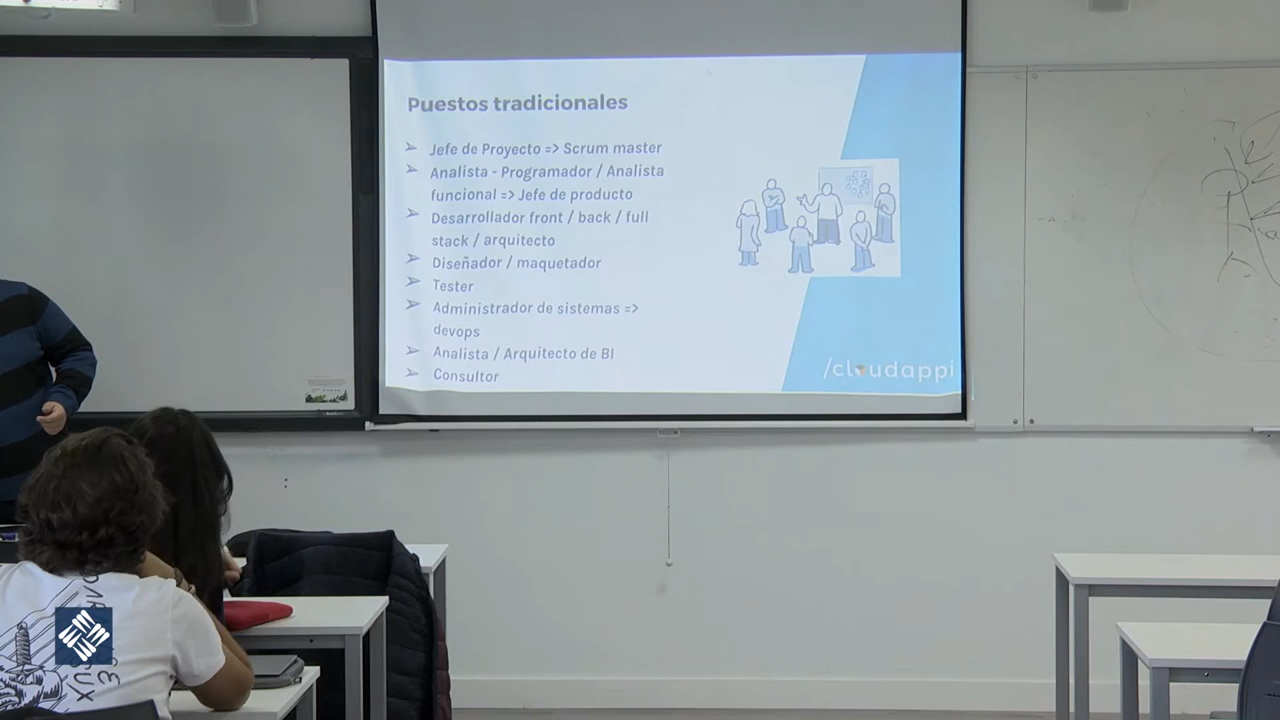 Puestos tradicionales
Jefe de Proyecto => Scrum master
Analista - Programador / Analista
funcional => Jefe de producto
Desarrollador front / back / full
stack / arquitecto
Diseñador / maquetador
Tester
Administrador de sistemas =>
devops
Analista / Arquitecto de BI
Consultor
/cloudappi